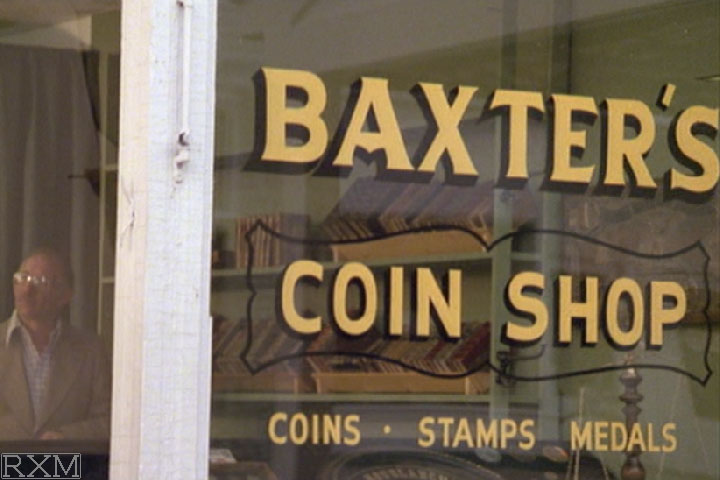 BAXTER'S
COIN SHOP
COINS · STAMPS MEDALS
RXM